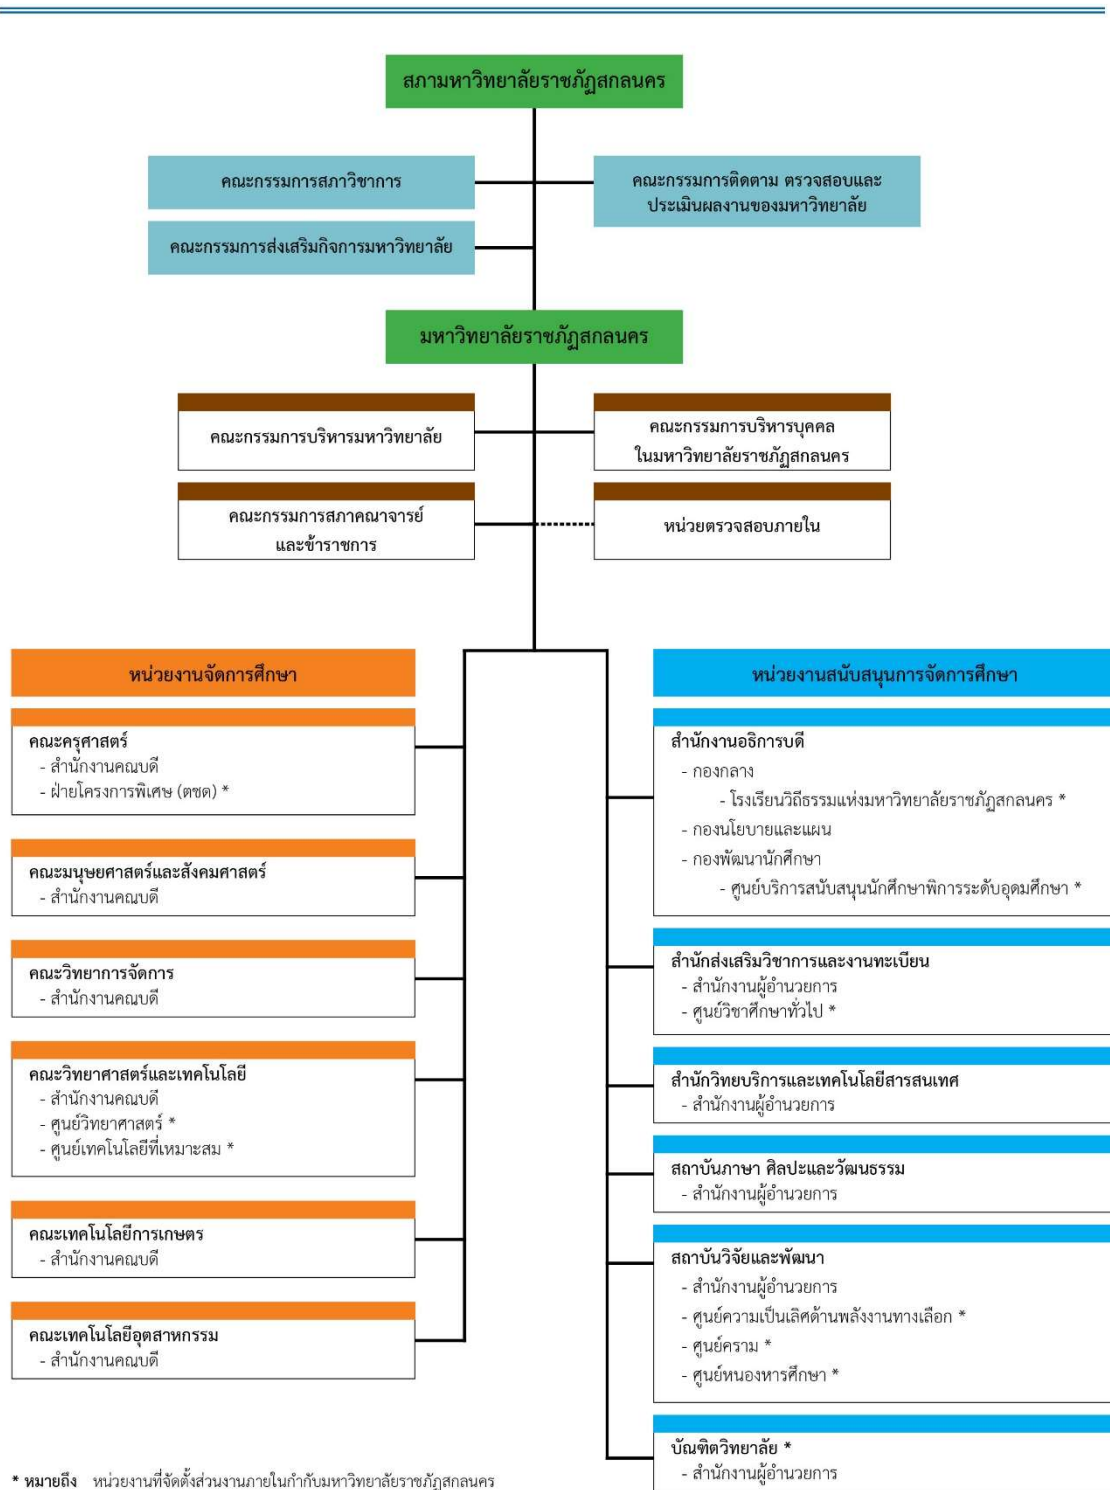 สภามหาวิทยาลัยราชภัฏสกลนคร
คณะกรรมการสภาวิชาการ
คณะกรรมการติดตาม ตรวจสอบและ
ประเมินผลงานของมหาวิทยาลัย
คณะกรรมการส่งเสริมกิจการมหาวิทยาลัย
มหาวิทยาลัยราชภัฏสกลนคร
คณะกรรมการบริหารมหาวิทยาลัย
คณะกรรมการบริหารบุคคล
ในมหาวิทยาลัยราชภัฏสกลนคร
คณะกรรมการสภาคณาจารย์
และข้าราชการ
หน่วยตรวจสอบภายใน
หน่วยงานจัดการศึกษา
คณะครุศาสตร์
- สำนักงานคณบดี
- ฝ่ายโครงการพิเศษ (ตชด) *
คณะมนุษยศาสตร์และสังคมศาสตร์
- สำนักงานคณบดี
คณะวิทยาการจัดการ
- สำนักงานคณบดี
คณะวิทยาศาสตร์และเทคโนโลยี
- สำนักงานคณบดี
- ศูนย์วิทยาศาสตร์ *
- ศูนย์เทคโนโลยีที่เหมาะสม *
คณะเทคโนโลยีการเกษตร
- สำนักงานคณบดี
คณะเทคโนโลยีอุตสาหกรรม
- สำนักงานคณบดี
หน่วยงานสนับสนุนการจัดการศึกษา
สำนักงานอธิการบดี
- กองกลาง
- โรงเรียนวิถีธรรมแห่งมหาวิทยาลัยราชภัฏสกลนคร *
- กองนโยบายและแผน
- กองพัฒนานักศึกษา
- ศูนย์บริการสนับสนุนนักศึกษาพิการระดับอุดมศึกษา *
สำนักส่งเสริมวิชาการและงานทะเบียน
- สำนักงานผู้อำนวยการ
- ศูนย์วิชาศึกษาทั่วไป *
สำนักวิทยบริการและเทคโนโลยีสารสนเทศ
- สำนักงานผู้อำนวยการ
สถาบันภาษา ศิลปะและวัฒนธรรม
- สำนักงานผู้อำนวยการ
สถาบันวิจัยและพัฒนา
- สำนักงานผู้อำนวยการ
- ศูนย์ความเป็นเลิศด้านพลังงานทางเลือก *
- ศูนย์คราม *
- ศูนย์หนองหารศึกษา *
บัณฑิตวิทยาลัย *
- สำนักงานผู้อำนวยการ
* หมายถึง หน่วยงานที่จัดตั้งส่วนงานภายในกำกับมหาวิทยาลัยราชภัฏสกลนคร